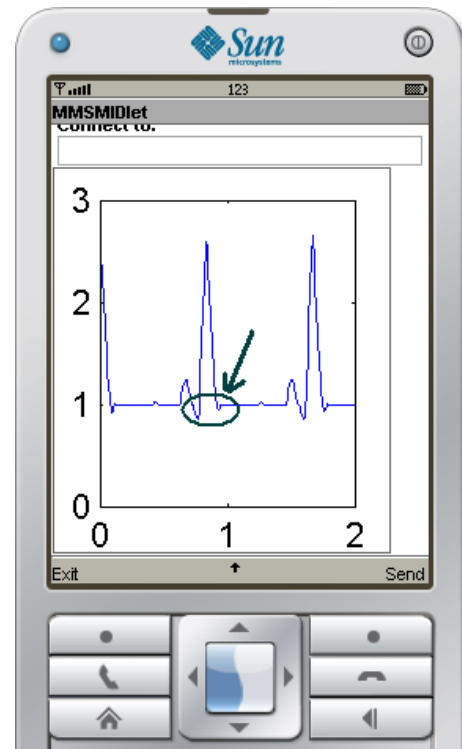 Sun
microsystems
123
MMSMIDlet
Connect to:
3
2
1
0
0 1 2
Exit Send